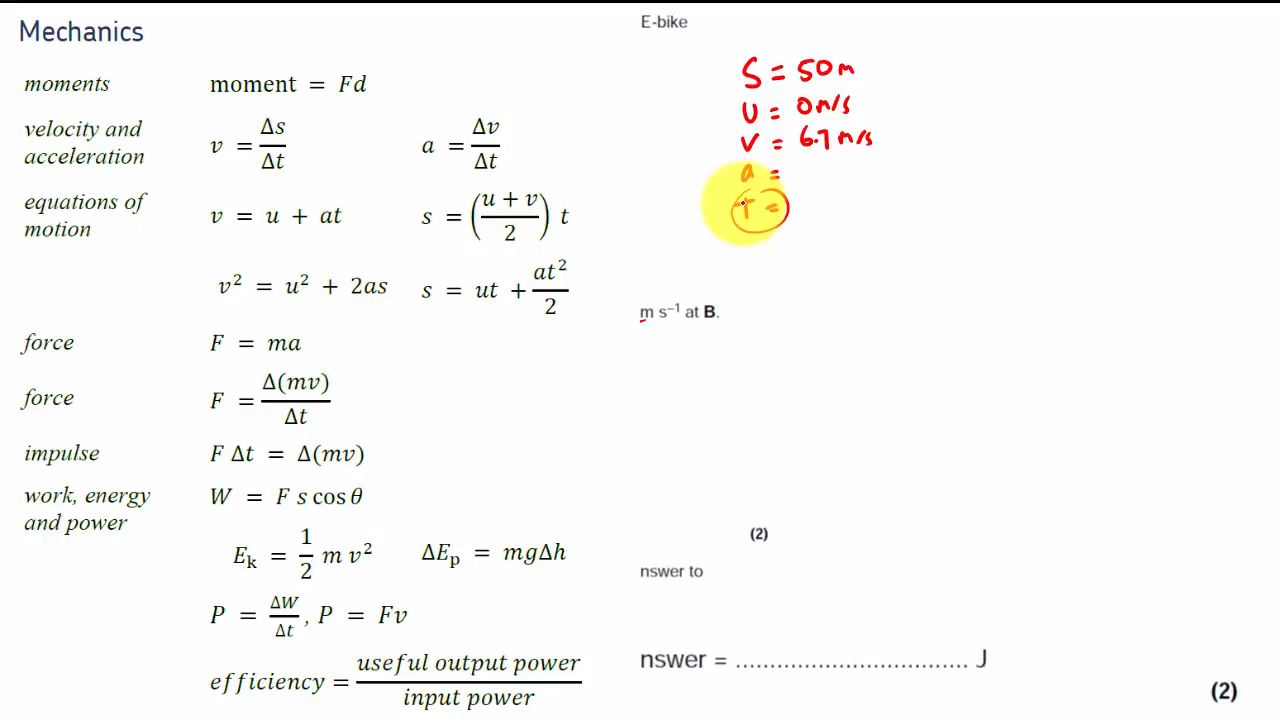 Mechanics
moments moment = Fd
velocity and acceleration v = Δs/Δt a = Δv/Δt
equations of motion v = u + at s = ((u + v)/2) t
v² = u² + 2as s = ut + at²/2
force F = ma
force F = Δ(mv)/Δt
impulse F Δt = Δ(mv)
work, energy and power W = F s cos θ
Eₖ = 1/2 m v² ΔEₚ = mgΔh
P = ΔW/Δt, P = Fv
efficiency = useful output power/input power
E-bike
S = 50m
U = 0m/s
V = 6.7m/s
a =
t =
m s⁻¹ at B.
(2)
nswer to
nswer = .................................. J
(2)